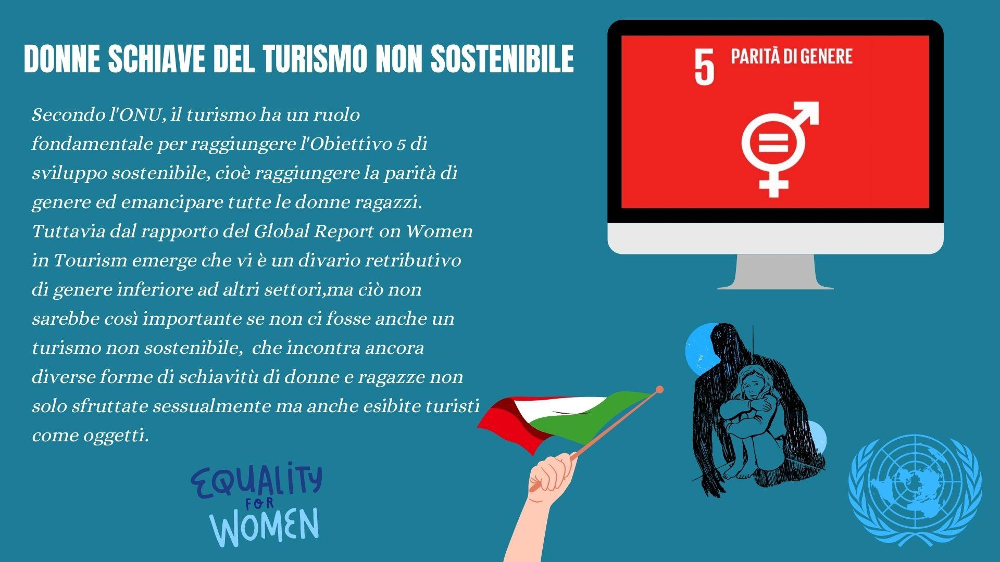 DONNE SCHIAVE DEL TURISMO NON SOSTENIBILE
Secondo l'ONU, il turismo ha un ruolo
fondamentale per raggiungere l'Obiettivo 5 di
sviluppo sostenibile, cioè raggiungere la parità di
genere ed emancipare tutte le donne ragazzi.
Tuttavia dal rapporto del Global Report on Women
in Tourism emerge che vi è un divario retributivo
di genere inferiore ad altri settori,ma ciò non
sarebbe così importante se non ci fosse anche un
turismo non sostenibile,  che incontra ancora
diverse forme di schiavitù di donne e ragazze non
solo sfruttate sessualmente ma anche esibite turisti
come oggetti.
5 PARITÀ DI GENERE
EQUALITY
FOR
WOMEN